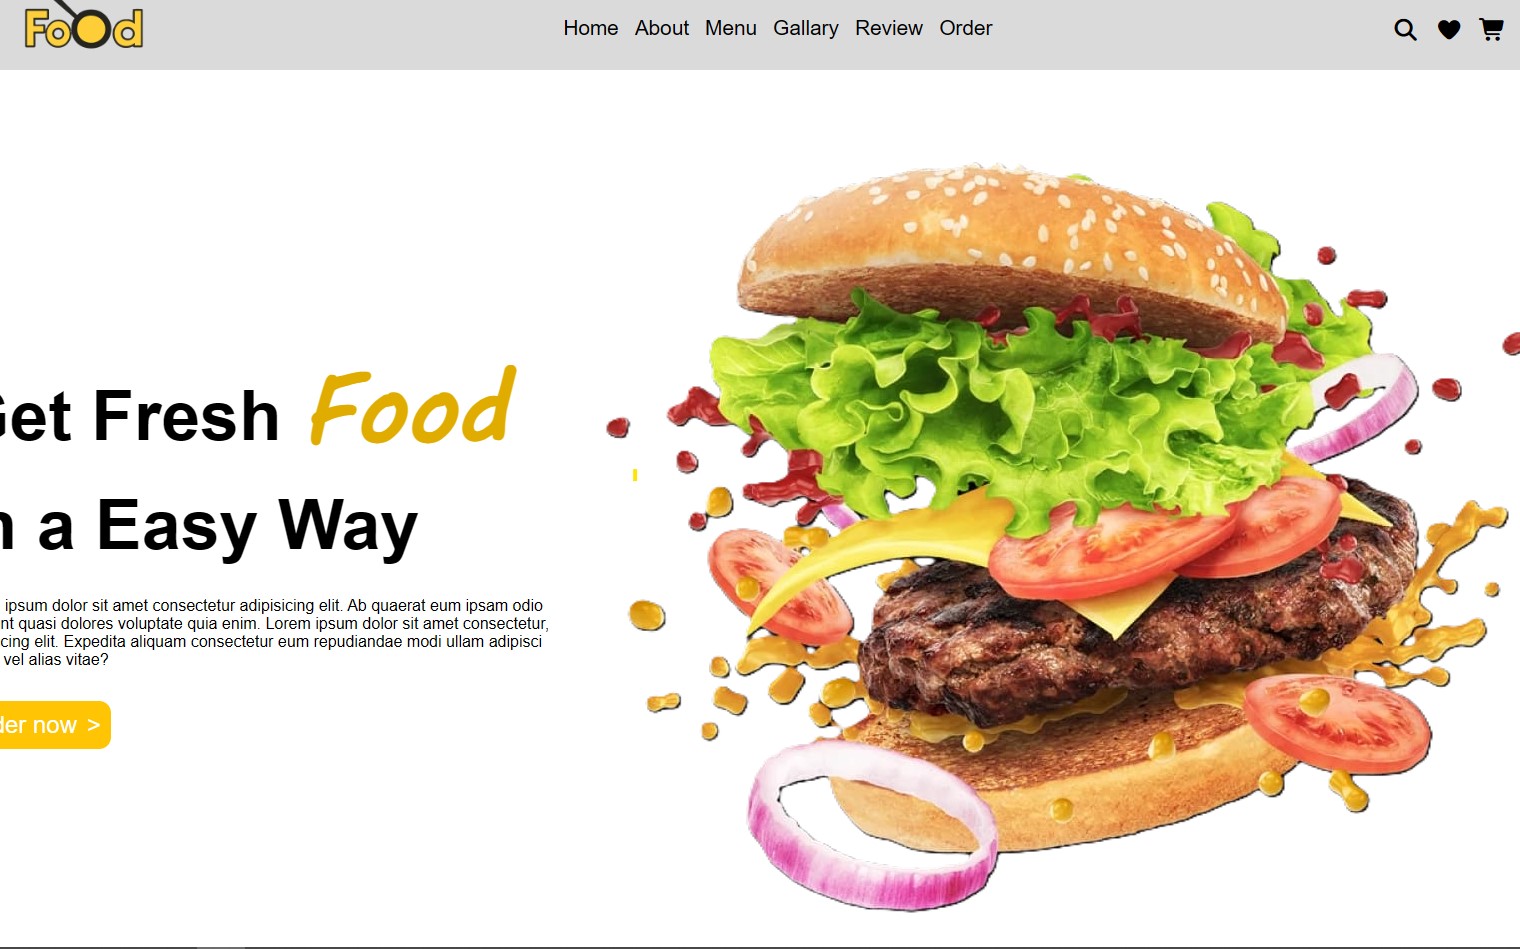 Food
Home About Menu Gallary Review Order
Get Fresh Food
n a Easy Way
ipsum dolor sit amet consectetur adipisicing elit. Ab quaerat eum ipsam odio
nt quasi dolores voluptate quia enim. Lorem ipsum dolor sit amet consectetur,
cing elit. Expedita aliquam consectetur eum repudiandae modi ullam adipisci
vel alias vitae?
der now >